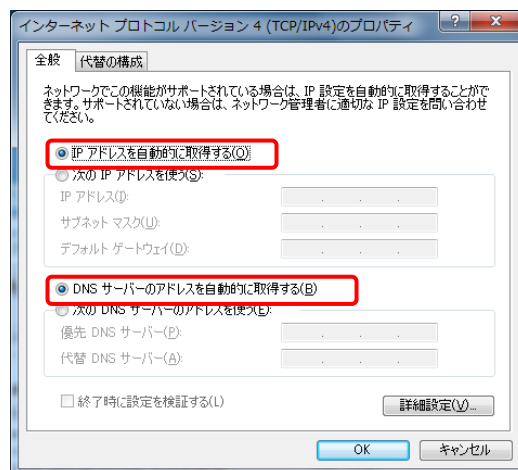 インターネット プロトコル バージョン 4 (TCP/IPv4)のプロパティ
全般
代替の構成
ネットワークでこの機能がサポートされている場合は、IP 設定を自動的に取得することがで
きます。サポートされていない場合は、ネットワーク管理者に適切な IP 設定を問い合わせ
てください。
IP アドレスを自動的に取得する(O)
次の IP アドレスを使う(S):
IP アドレス(I):
サブネット マスク(U):
デフォルト ゲートウェイ(D):
DNS サーバーのアドレスを自動的に取得する(B)
次の DNS サーバーのアドレスを使う(E):
優先 DNS サーバー(P):
代替 DNS サーバー(A):
終了時に設定を検証する(L)
詳細設定(V)...
OK
キャンセル